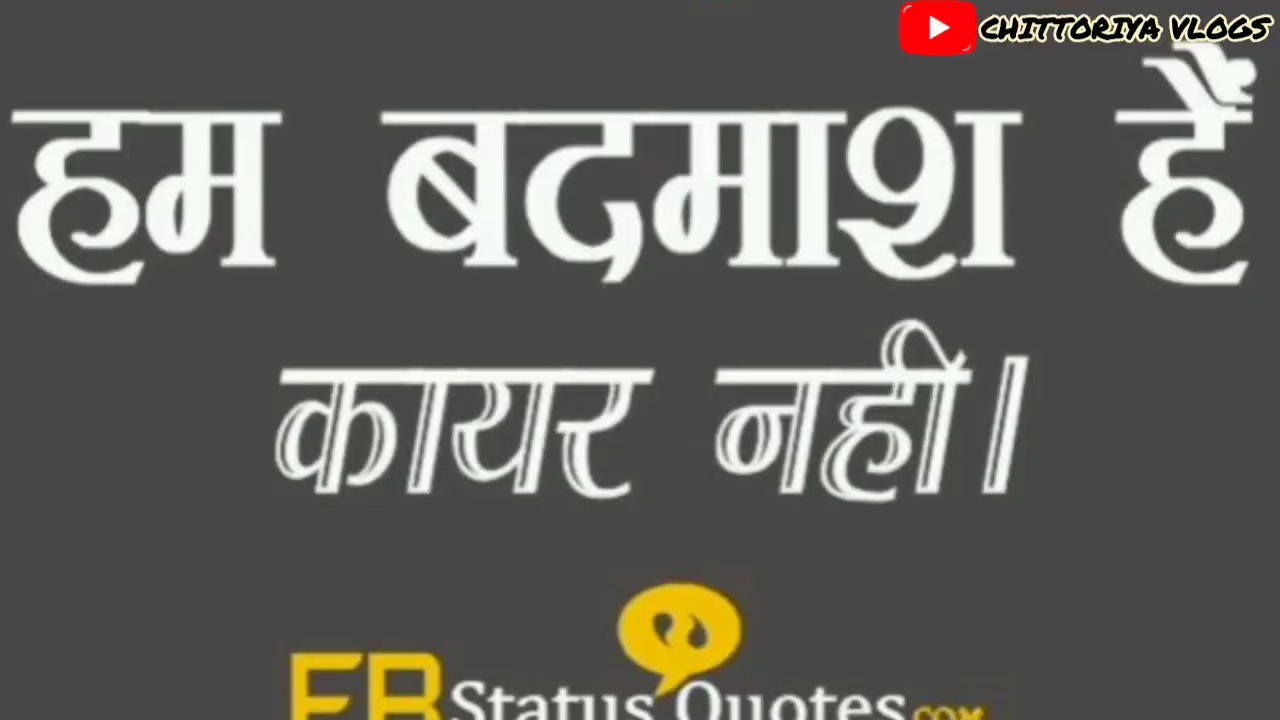 CHITTORIYA VLOGS
हम बदमाश हैं
कायर नहीं।
FB Status Quotes.COM